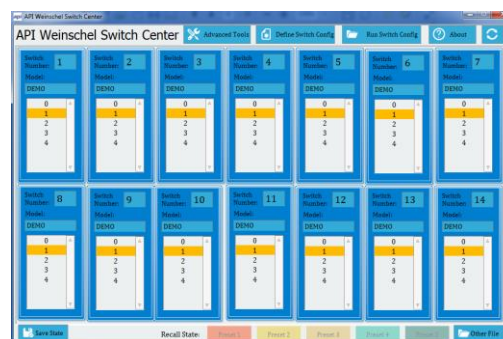 API Weinschel Switch Center
API Weinschel Switch Center Advanced Tools Define Switch Config Run Switch Config About
Switch Number: 1 Switch Number: 2 Switch Number: 3 Switch Number: 4 Switch Number: 5 Switch Number: 6 Switch Number: 7
Model: Model: Model: Model: Model: Model: Model:
DEMO DEMO DEMO DEMO DEMO DEMO DEMO
0 0 0 0 0 0 0
1 1 1 1 1 1 1
2 2 2 2 2 2 2
3 3 3 3 3 3 3
4 4 4 4 4 4 4
Switch Number: 8 Switch Number: 9 Switch Number: 10 Switch Number: 11 Switch Number: 12 Switch Number: 13 Switch Number: 14
Model: Model: Model: Model: Model: Model: Model:
DEMO DEMO DEMO DEMO DEMO DEMO DEMO
0 0 0 0 0 0 0
1 1 1 1 1 1 1
2 2 2 2 2 2 2
3 3 3 3 3 3 3
4 4 4 4 4 4 4
Save State Recall State: Preset 1 Preset 2 Preset 3 Preset 4 Other File